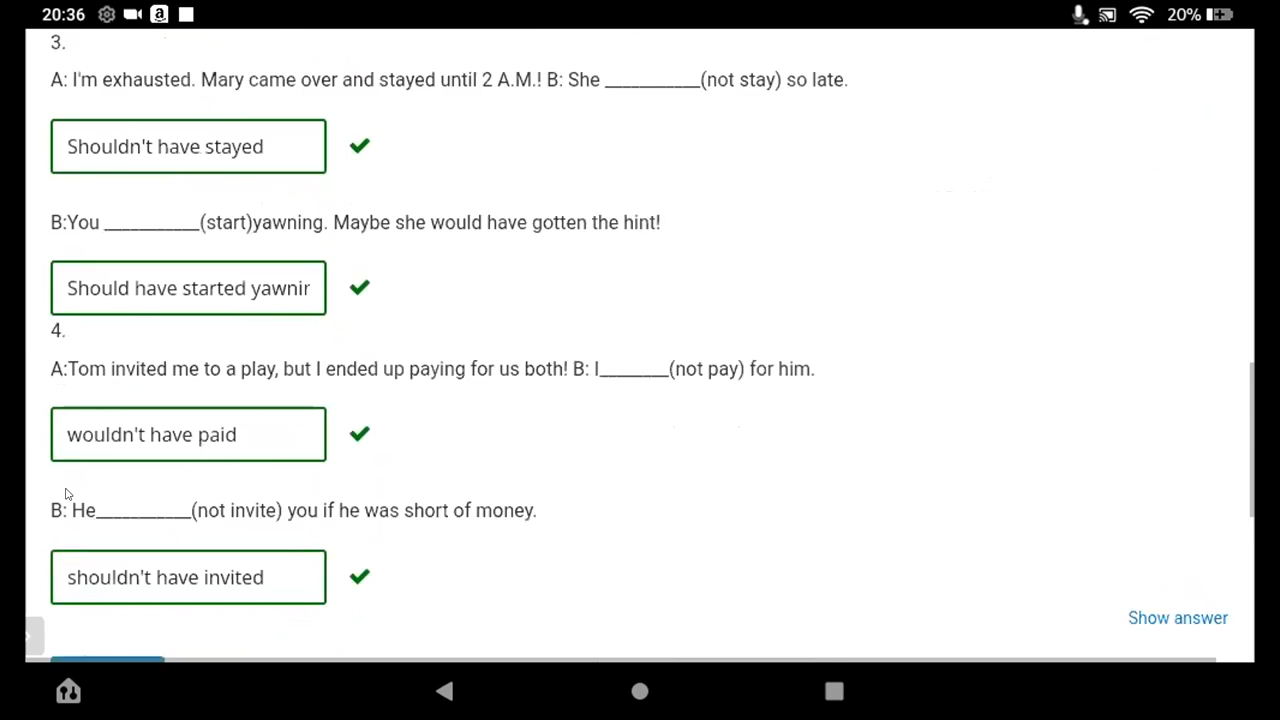 20:36
20%
3.
A: I'm exhausted. Mary came over and stayed until 2 A.M.! B: She ___________(not stay) so late.
Shouldn't have stayed
B:You ___________(start)yawning. Maybe she would have gotten the hint!
Should have started yawnir
4.
A:Tom invited me to a play, but I ended up paying for us both! B: I________(not pay) for him.
wouldn't have paid
B: He___________(not invite) you if he was short of money.
shouldn't have invited
Show answer